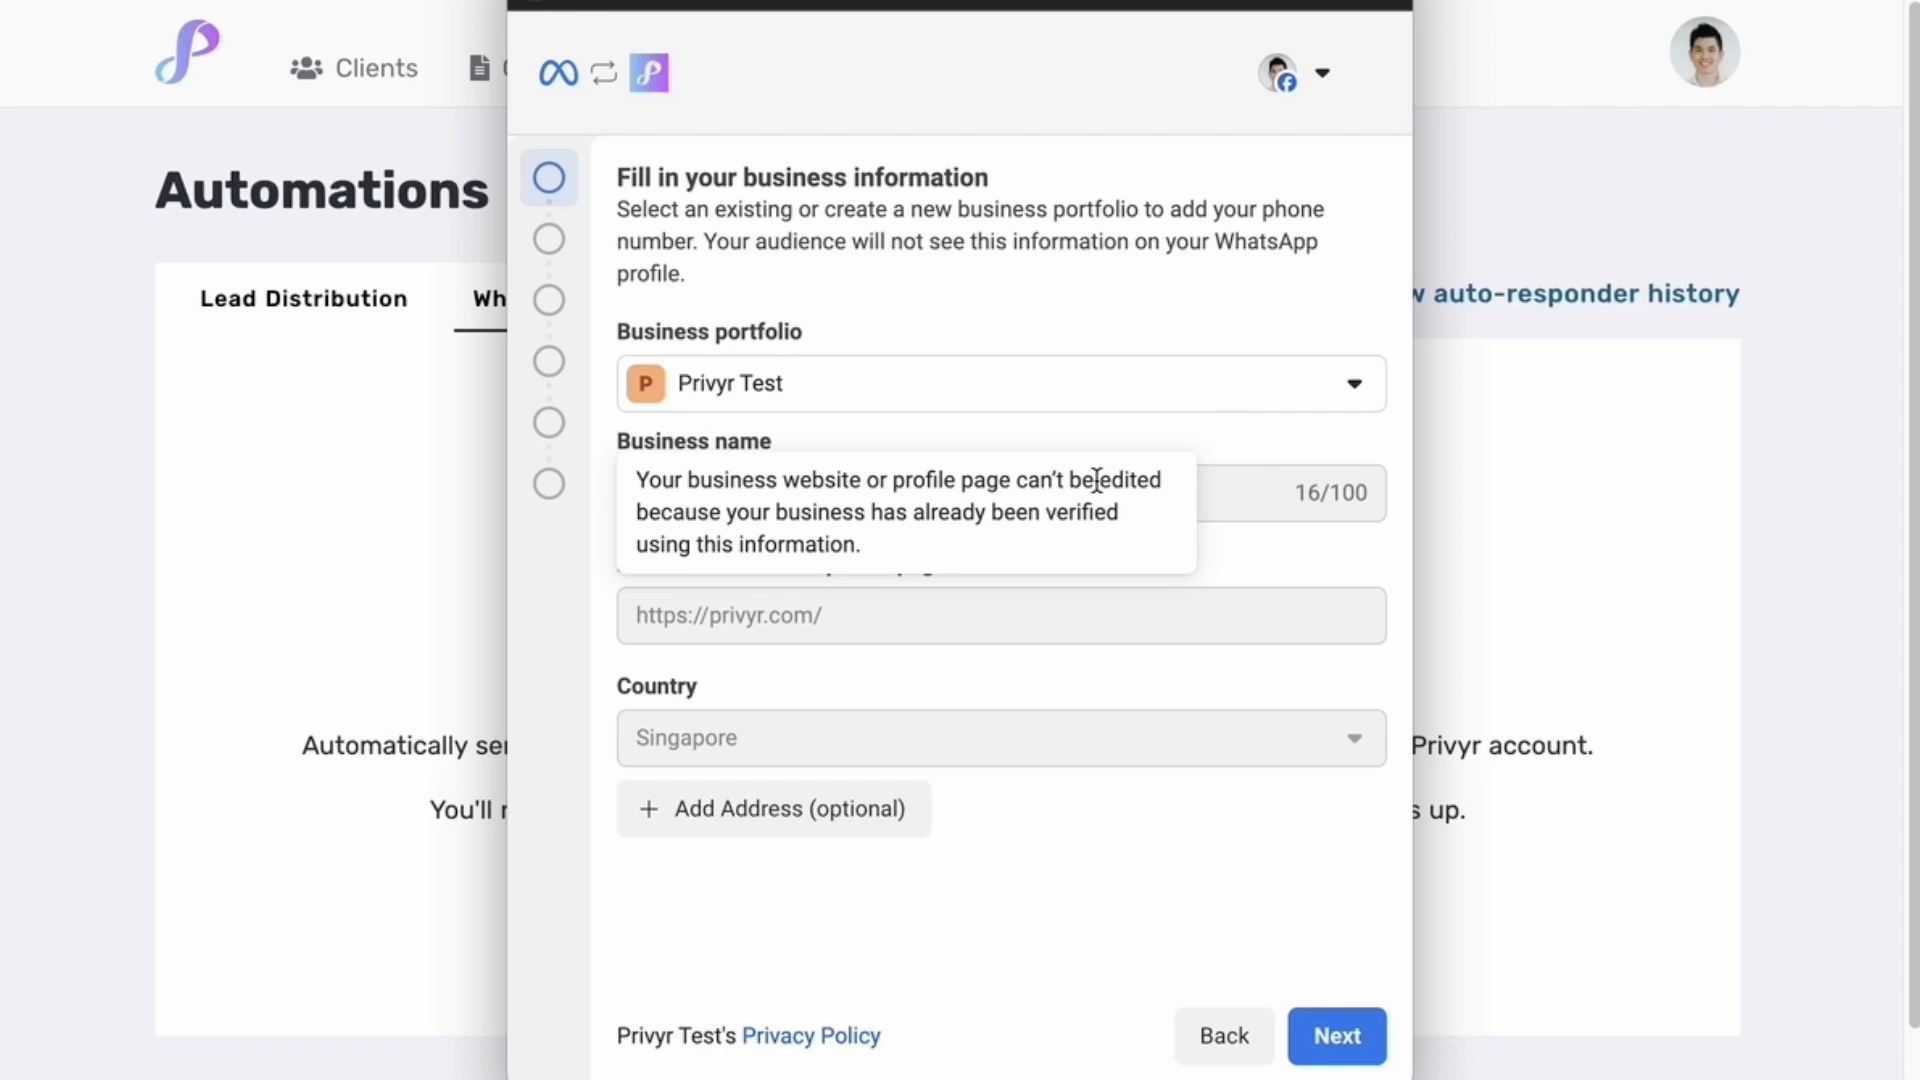 Clients
Automations
Lead Distribution
auto-responder history
Automatically
Privyr account.
You'll
up.
Fill in your business information
Select an existing or create a new business portfolio to add your phone
number. Your audience will not see this information on your WhatsApp
profile.
Business portfolio
P Privyr Test
Business name
16/100
Your business website or profile page can't be edited
because your business has already been verified
using this information.
https://privyr.com/
Country
Singapore
+ Add Address (optional)
Privyr Test's Privacy Policy
Back
Next